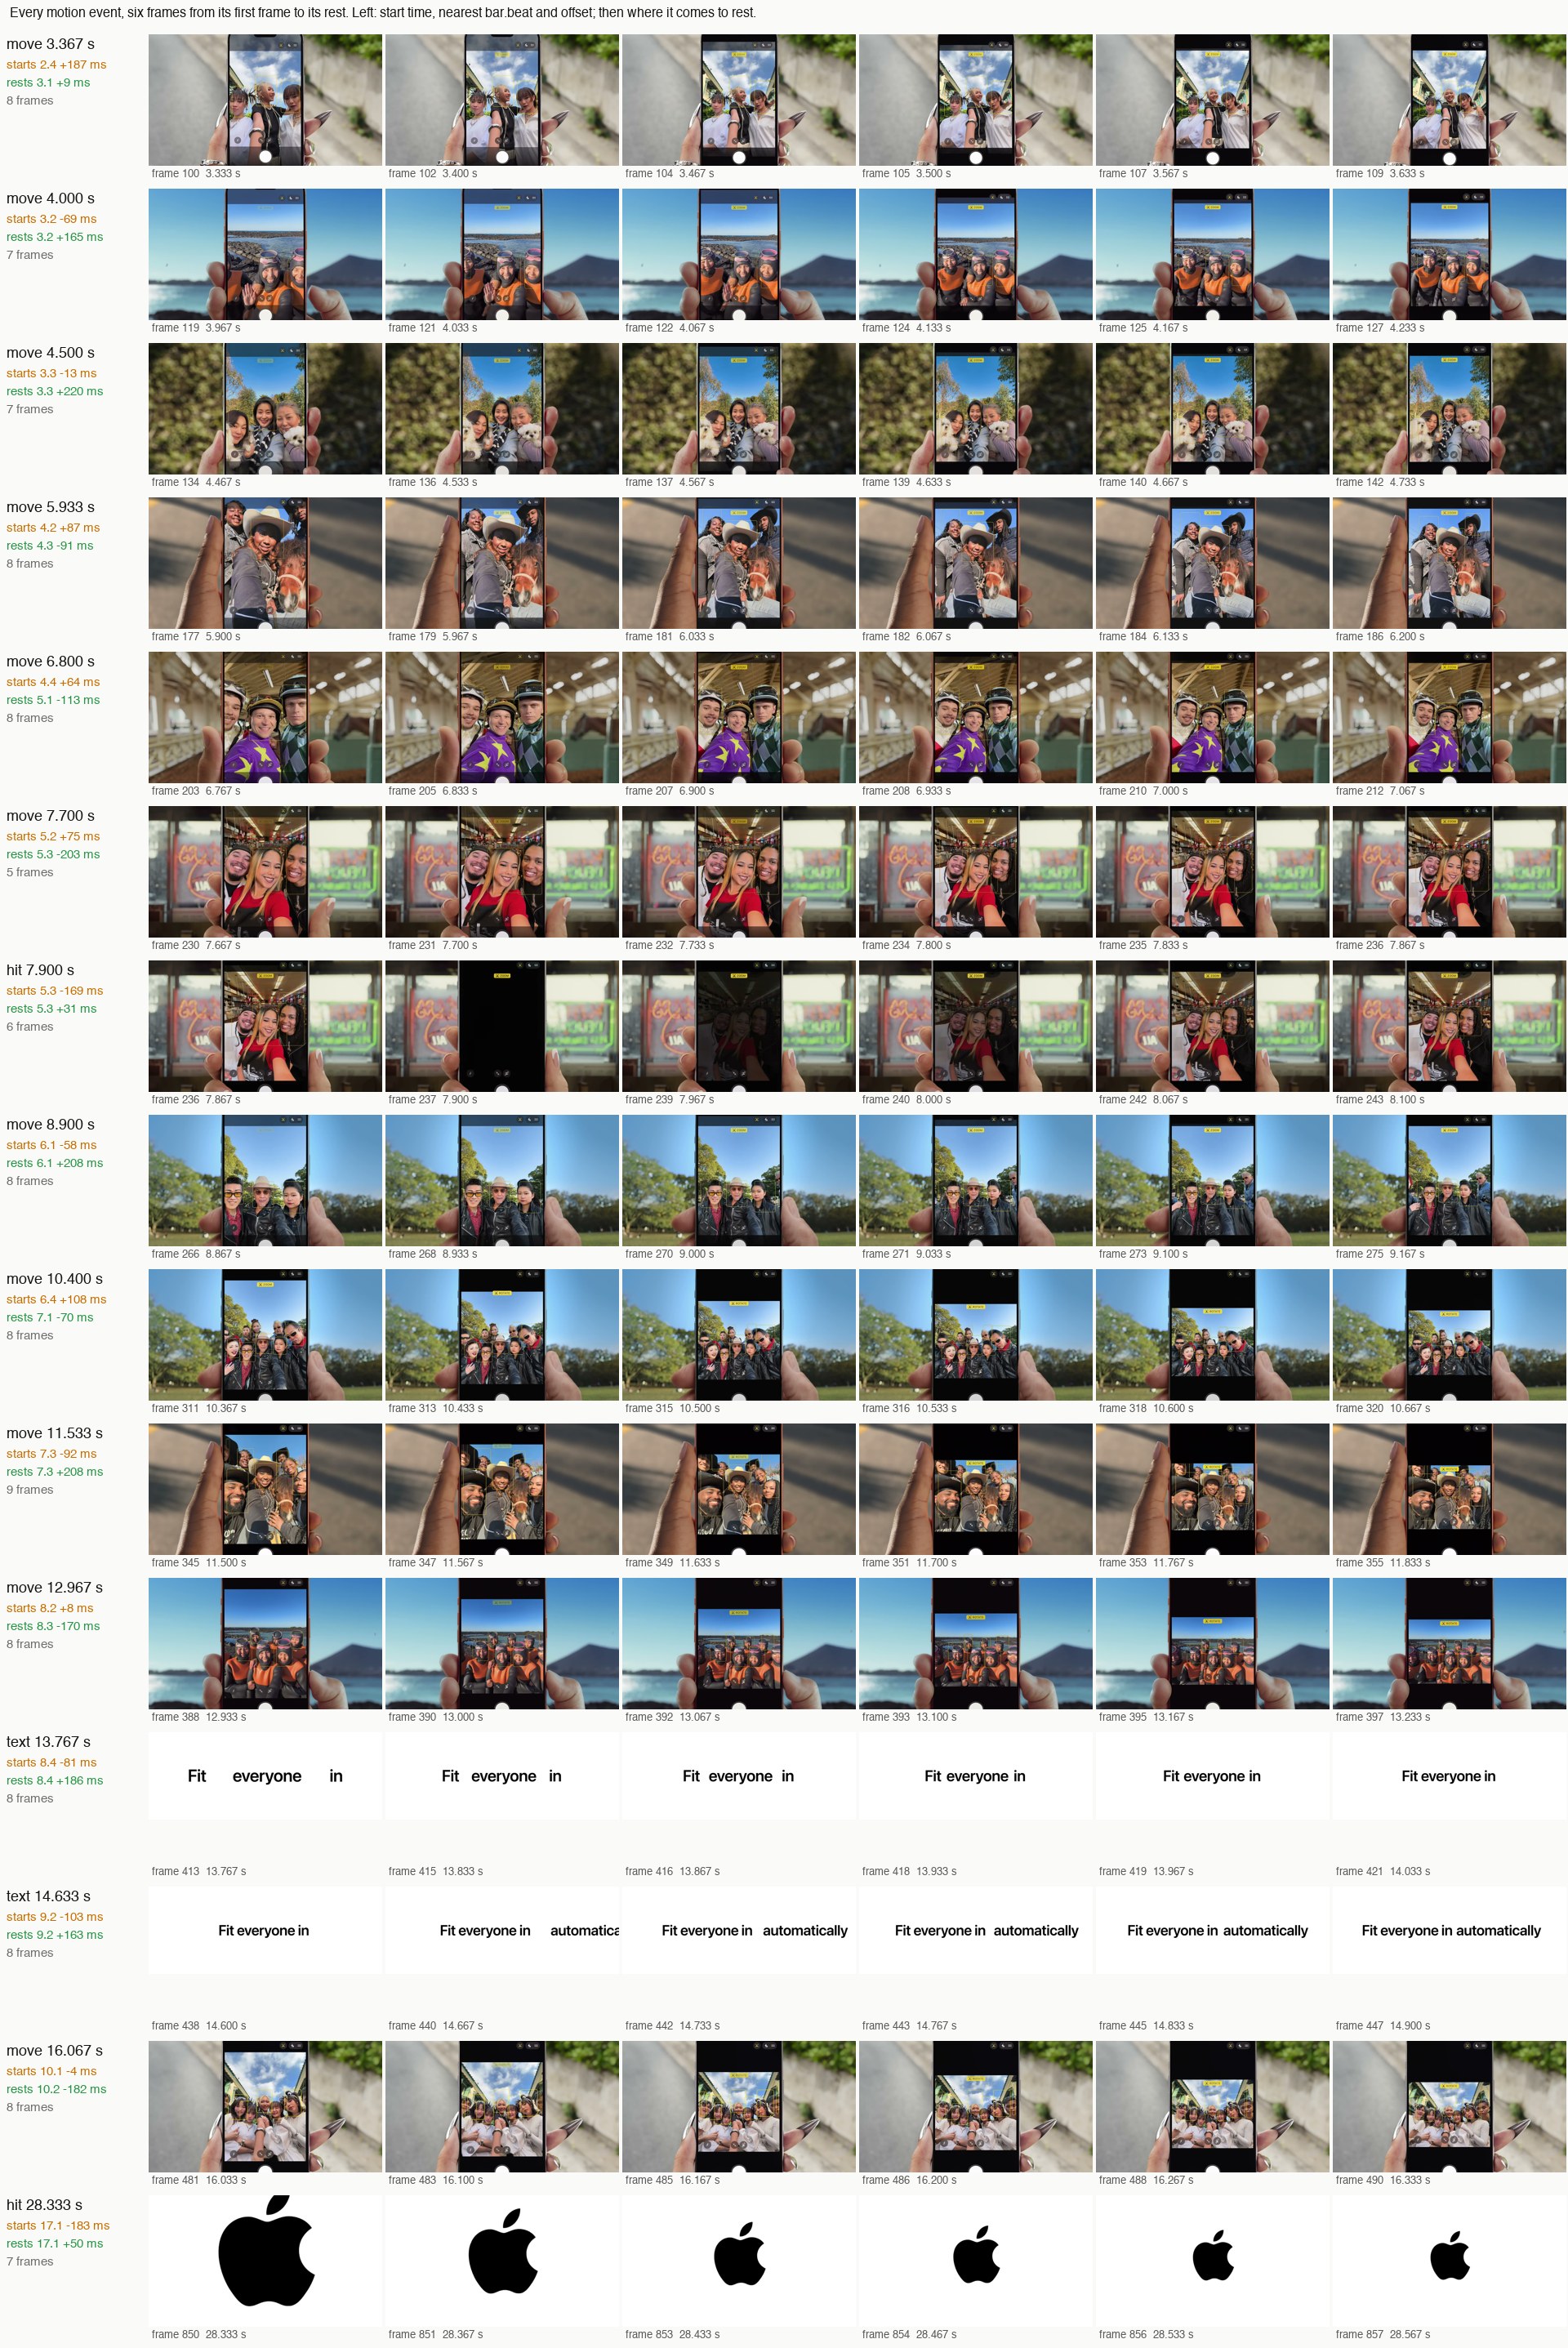 Every motion event, six frames from its first frame to its rest. Left: start time, nearest bar.beat and offset; then where it comes to rest.
move 3.367 s
starts 2.4 +187 ms
rests 3.1 +9 ms
8 frames
frame 100 3.333 s
frame 102 3.400 s
frame 104 3.467 s
frame 105 3.500 s
frame 107 3.567 s
frame 109 3.633 s
move 4.000 s
starts 3.2 -69 ms
rests 3.2 +165 ms
7 frames
frame 119 3.967 s
frame 121 4.033 s
frame 122 4.067 s
frame 124 4.133 s
frame 125 4.167 s
frame 127 4.233 s
move 4.500 s
starts 3.3 -13 ms
rests 3.3 +220 ms
7 frames
frame 134 4.467 s
frame 136 4.533 s
frame 137 4.567 s
frame 139 4.633 s
frame 140 4.667 s
frame 142 4.733 s
move 5.933 s
starts 4.2 +87 ms
rests 4.3 -91 ms
8 frames
frame 177 5.900 s
frame 179 5.967 s
frame 181 6.033 s
frame 182 6.067 s
frame 184 6.133 s
frame 186 6.200 s
move 6.800 s
starts 4.4 +64 ms
rests 5.1 -113 ms
8 frames
frame 203 6.767 s
frame 205 6.833 s
frame 207 6.900 s
frame 208 6.933 s
frame 210 7.000 s
frame 212 7.067 s
move 7.700 s
starts 5.2 +75 ms
rests 5.3 -203 ms
5 frames
frame 230 7.667 s
frame 231 7.700 s
frame 232 7.733 s
frame 234 7.800 s
frame 235 7.833 s
frame 236 7.867 s
hit 7.900 s
starts 5.3 -169 ms
rests 5.3 +31 ms
6 frames
frame 236 7.867 s
frame 237 7.900 s
frame 239 7.967 s
frame 240 8.000 s
frame 242 8.067 s
frame 243 8.100 s
move 8.900 s
starts 6.1 -58 ms
rests 6.1 +208 ms
8 frames
frame 266 8.867 s
frame 268 8.933 s
frame 270 9.000 s
frame 271 9.033 s
frame 273 9.100 s
frame 275 9.167 s
move 10.400 s
starts 6.4 +108 ms
rests 7.1 -70 ms
8 frames
frame 311 10.367 s
frame 313 10.433 s
frame 315 10.500 s
frame 316 10.533 s
frame 318 10.600 s
frame 320 10.667 s
move 11.533 s
starts 7.3 -92 ms
rests 7.3 +208 ms
9 frames
frame 345 11.500 s
frame 347 11.567 s
frame 349 11.633 s
frame 351 11.700 s
frame 353 11.767 s
frame 355 11.833 s
move 12.967 s
starts 8.2 +8 ms
rests 8.3 -170 ms
8 frames
frame 388 12.933 s
frame 390 13.000 s
frame 392 13.067 s
frame 393 13.100 s
frame 395 13.167 s
frame 397 13.233 s
text 13.767 s
starts 8.4 -81 ms
rests 8.4 +186 ms
8 frames
Fit everyone in
Fit everyone in
Fit everyone in
Fit everyone in
Fit everyone in
Fit everyone in
frame 413 13.767 s
frame 415 13.833 s
frame 416 13.867 s
frame 418 13.933 s
frame 419 13.967 s
frame 421 14.033 s
text 14.633 s
starts 9.2 -103 ms
rests 9.2 +163 ms
8 frames
Fit everyone in
Fit everyone in automatica
Fit everyone in automatically
Fit everyone in automatically
Fit everyone in automatically
Fit everyone in automatically
frame 438 14.600 s
frame 440 14.667 s
frame 442 14.733 s
frame 443 14.767 s
frame 445 14.833 s
frame 447 14.900 s
move 16.067 s
starts 10.1 -4 ms
rests 10.2 -182 ms
8 frames
frame 481 16.033 s
frame 483 16.100 s
frame 485 16.167 s
frame 486 16.200 s
frame 488 16.267 s
frame 490 16.333 s
hit 28.333 s
starts 17.1 -183 ms
rests 17.1 +50 ms
7 frames
frame 850 28.333 s
frame 851 28.367 s
frame 853 28.433 s
frame 854 28.467 s
frame 856 28.533 s
frame 857 28.567 s